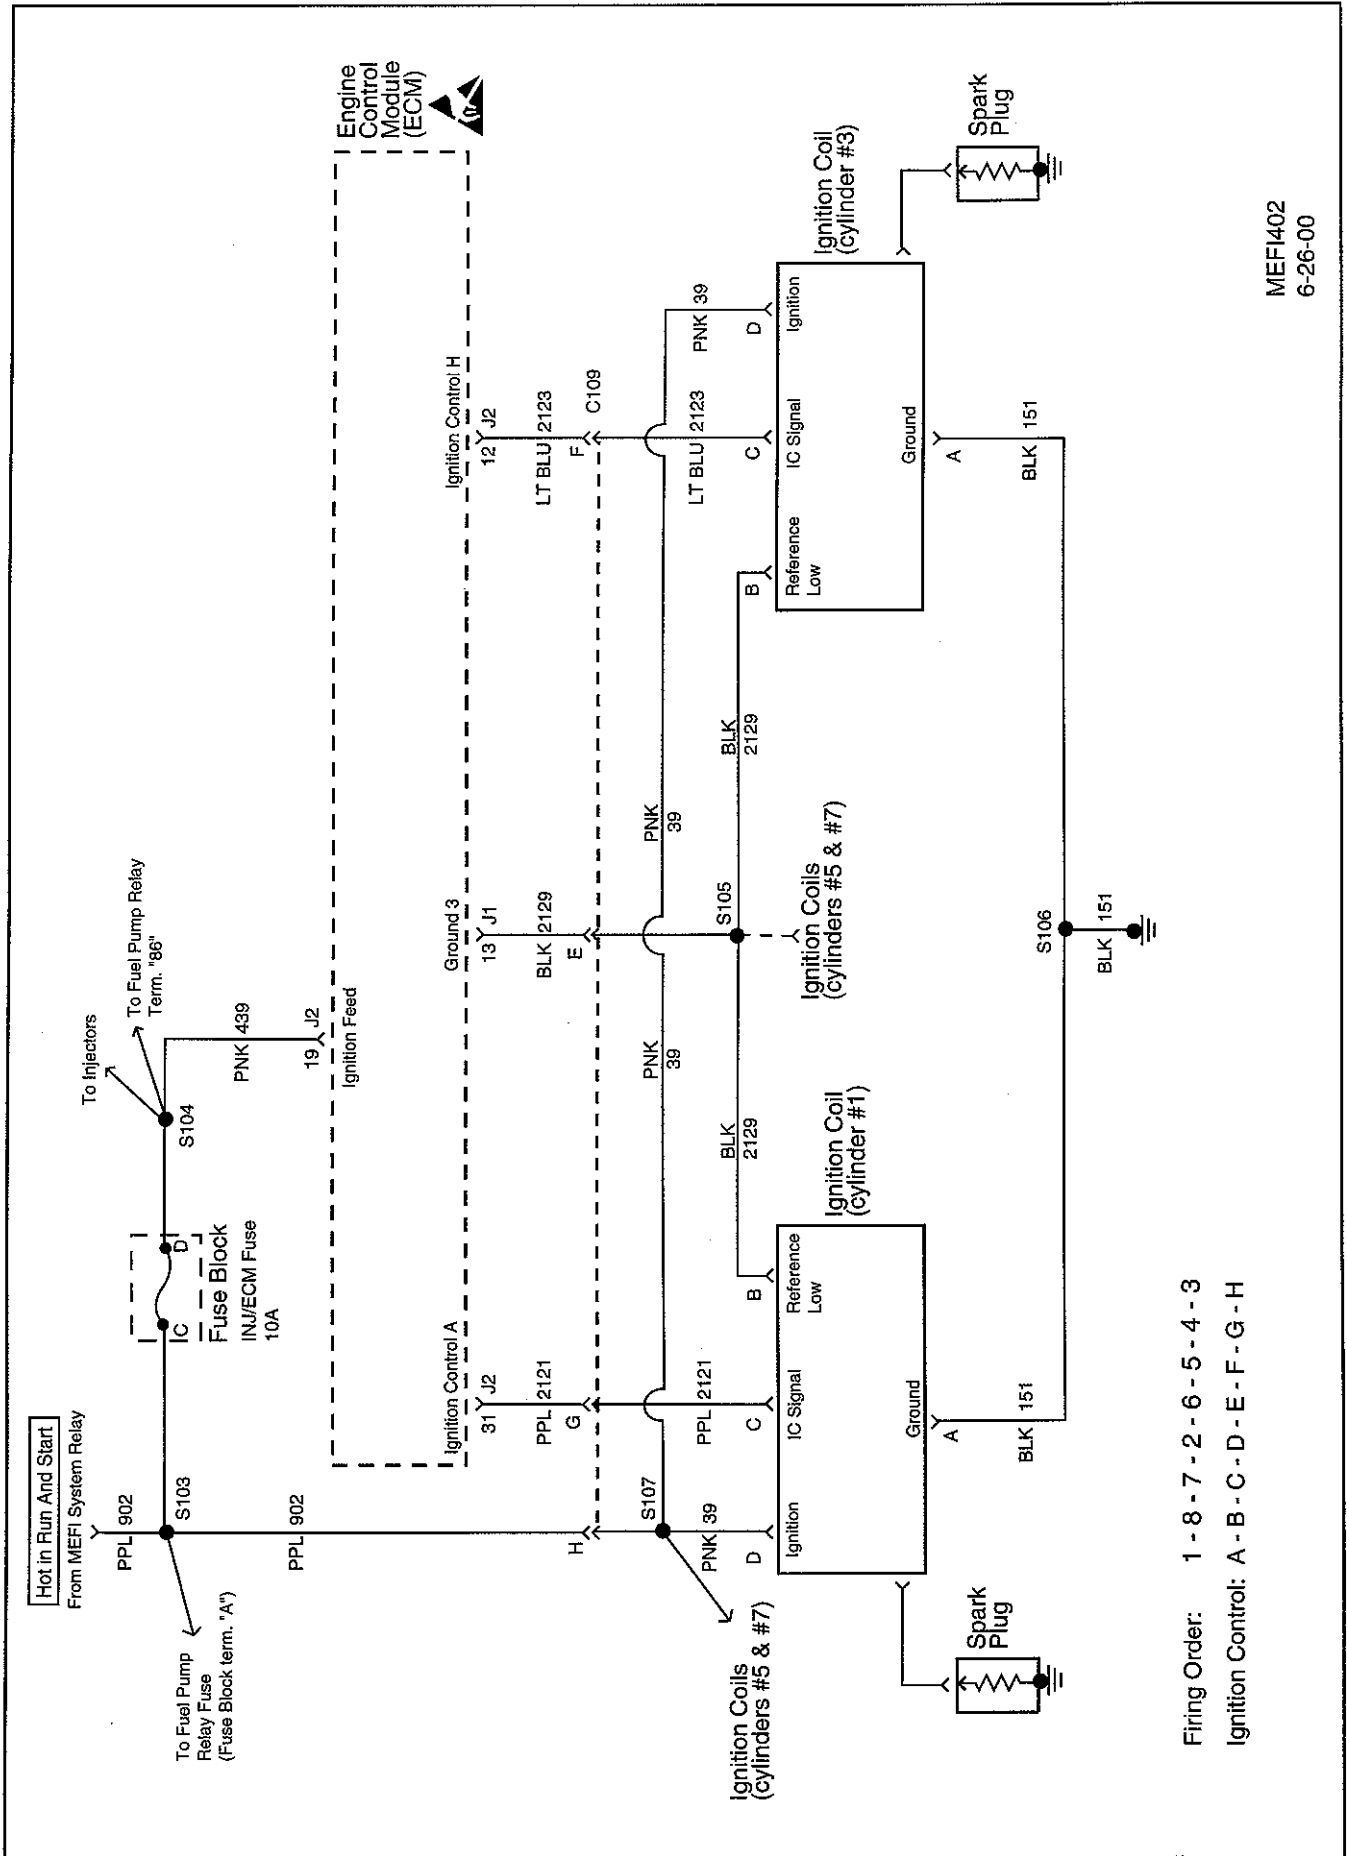 Hot in Run And Start
From MEFI System Relay
PPL 902
S103
To Fuel Pump
Relay Fuse
(Fuse Block term. "A")
PPL 902
C
D
Fuse Block
INJ/ECM Fuse
10A
S104
To Injectors
To Fuel Pump Relay
Term. "86"
PNK 439
19 J2
Ignition Feed
Engine
Control
Module
(ECM)
Ignition Control A
Ground 3
Ignition Control H
31 J2
13 J1
12 J2
PPL 2121
BLK 2129
LT BLU 2123
H
G
E
F
C109
S107
PNK 39
PNK 39
PNK 39
PPL 2121
LT BLU 2123
PNK 39
S105
BLK
2129
BLK
2129
Ignition Coils
(cylinders #5 & #7)
Ignition Coils
(cylinders #5 & #7)
D
C
B
Ignition
IC Signal
Reference
Low
Ground
Ignition Coil
(cylinder #1)
B
C
D
Reference
Low
IC Signal
Ignition
Ground
Ignition Coil
(cylinder #3)
A
BLK 151
A
BLK 151
S106
BLK 151
Spark
Plug
Spark
Plug
Firing Order: 1 - 8 - 7 - 2 - 6 - 5 - 4 - 3
Ignition Control: A - B - C - D - E - F - G - H
MEFI402
6-26-00